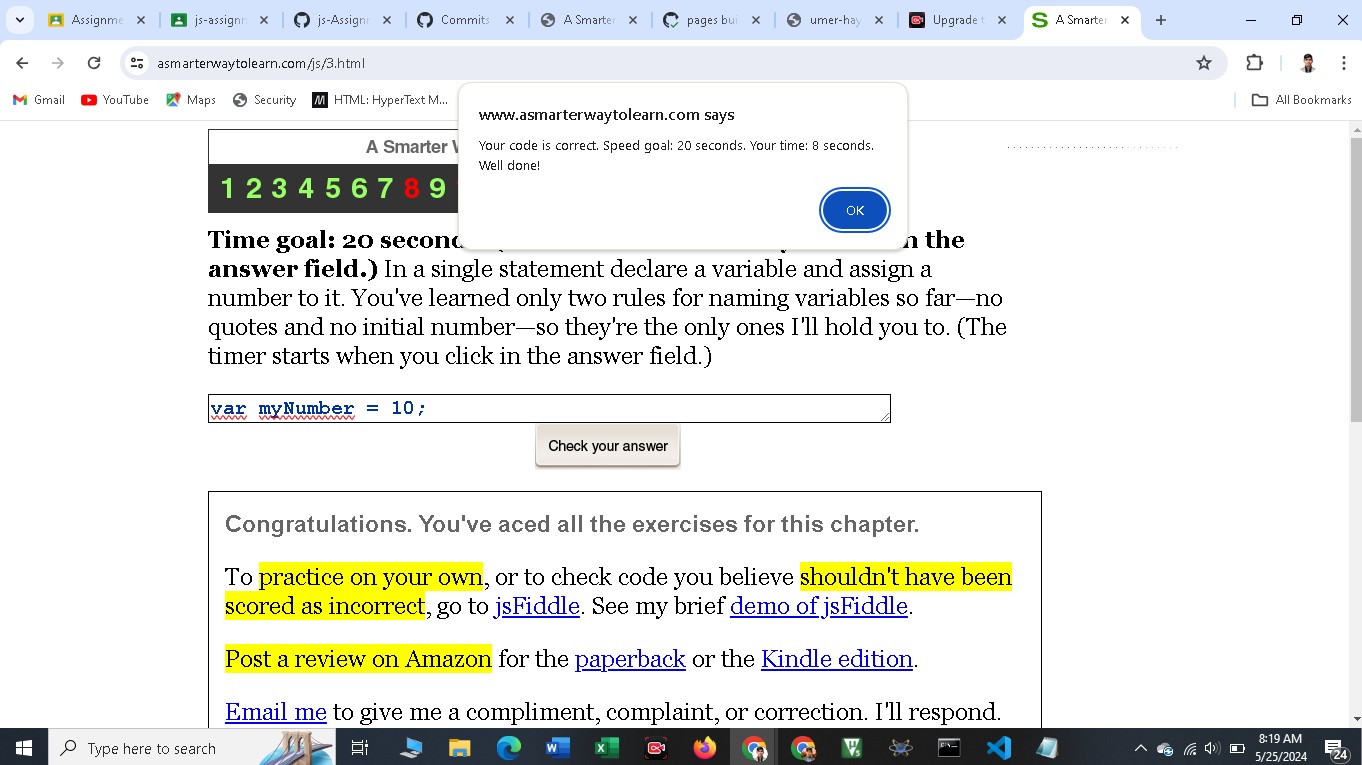 Assignme
js-assignr
js-Assignr
Commits
A Smarter
pages bui
umer-hay
Upgrade t
A Smarter
asmarterwaytolearn.com/js/3.html
Gmail
YouTube
Maps
Security
HTML: HyperText M...
All Bookmarks
www.asmarterwaytolearn.com says
Your code is correct. Speed goal: 20 seconds. Your time: 8 seconds.
Well done!
OK
A Smarter W
1 2 3 4 5 6 7 8 9
Time goal: 20 second
n the
answer field.) In a single statement declare a variable and assign a
number to it. You've learned only two rules for naming variables so far—no
quotes and no initial number—so they're the only ones I'll hold you to. (The
timer starts when you click in the answer field.)
var myNumber = 10;
Check your answer
Congratulations. You've aced all the exercises for this chapter.
To practice on your own, or to check code you believe shouldn't have been
scored as incorrect, go to jsFiddle. See my brief demo of jsFiddle.
Post a review on Amazon for the paperback or the Kindle edition.
Email me to give me a compliment, complaint, or correction. I'll respond.
Type here to search
8:19 AM
5/25/2024
24